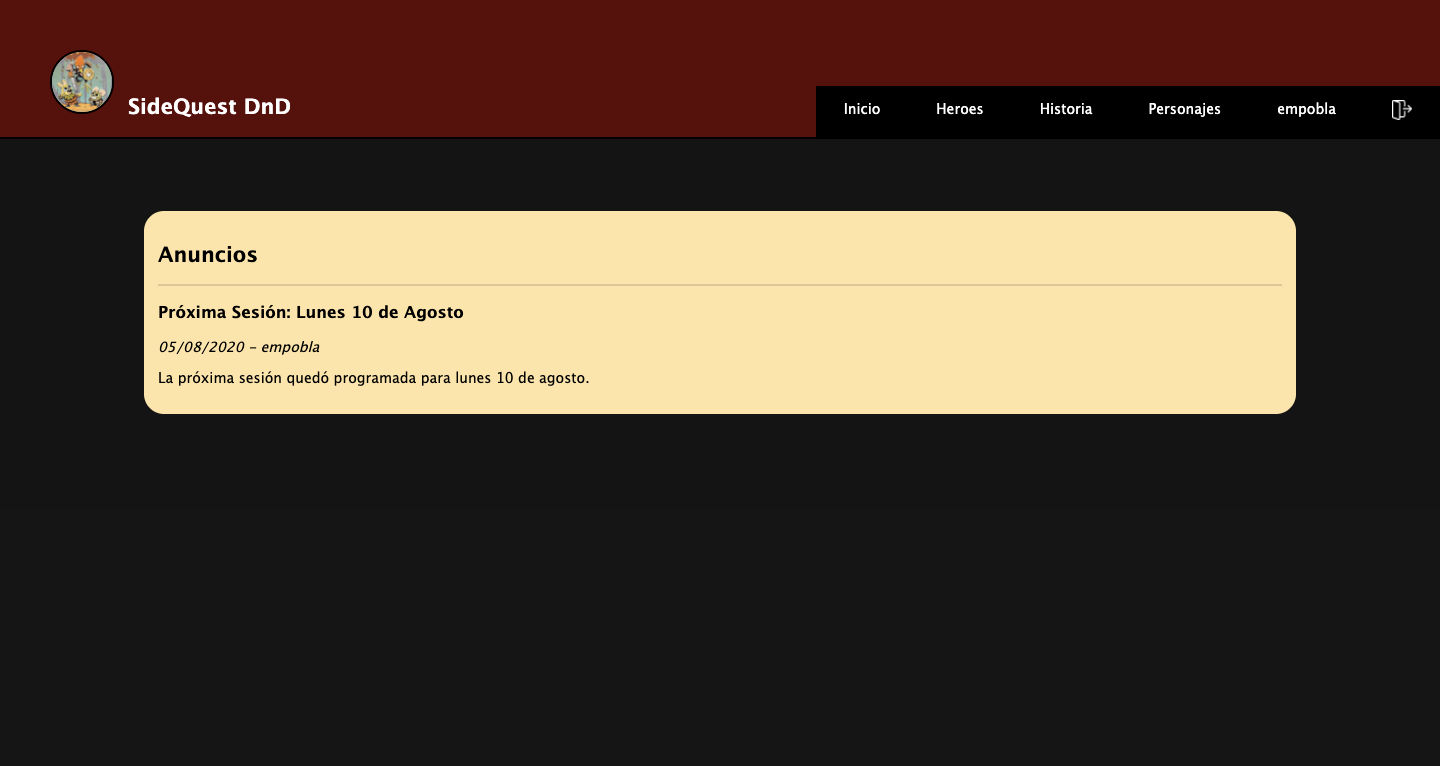 SideQuest DnD
Inicio Heroes Historia Personajes empobla
Anuncios
Próxima Sesión: Lunes 10 de Agosto
05/08/2020 - empobla
La próxima sesión quedó programada para lunes 10 de agosto.